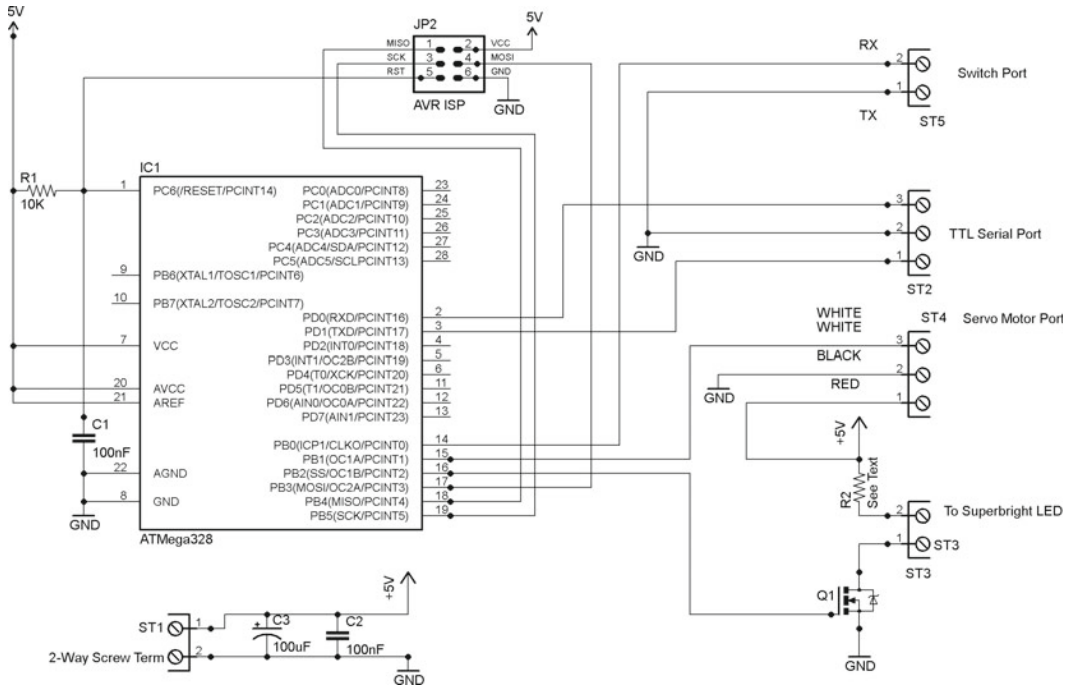 5V
5V
JP2
MISO 1 2 VCC
SCK 3 4 MOSI
RST 5 6 GND
AVR ISP
GND
RX
2
Switch Port
1
TX
ST5
R1
10K
IC1
1 PC6(/RESET/PCINT14)
PC0(ADC0/PCINT8) 23
PC1(ADC1/PCINT9) 24
PC2(ADC2/PCINT10) 25
PC3(ADC3/PCINT11) 26
PC4(ADC4/SDA/PCINT12) 27
PC5(ADC5/SCLPCINT13) 28
9 PB6(XTAL1/TOSC1/PCINT6)
10 PB7(XTAL2/TOSC2/PCINT7)
PD0(RXD/PCINT16) 2
PD1(TXD/PCINT17) 3
PD2(INT0/PCINT18) 4
7 VCC
PD3(INT1/OC2B/PCINT19) 5
PD4(T0/XCK/PCINT20) 6
20 AVCC
PD5(T1/OC0B/PCINT21) 11
21 AREF
PD6(AIN0/OC0A/PCINT22) 12
PD7(AIN1/PCINT23) 13
PB0(ICP1/CLKO/PCINT0) 14
PB1(OC1A/PCINT1) 15
22 AGND
PB2(SS/OC1B/PCINT2) 16
PB3(MOSI/OC2A/PCINT3) 17
8 GND
PB4(MISO/PCINT4) 18
PB5(SCK/PCINT5) 19
ATMega328
C1
100nF
GND
3
2
TTL Serial Port
1
GND
ST2
WHITE
WHITE
ST4
Servo Motor Port
3
BLACK
2
GND
RED
1
+5V
R2
See Text
2
To Superbright LED
1
ST3
ST3
Q1
GND
+5V
ST1
1
C3
100uF
C2
100nF
2-Way Screw Term
2
+
GND